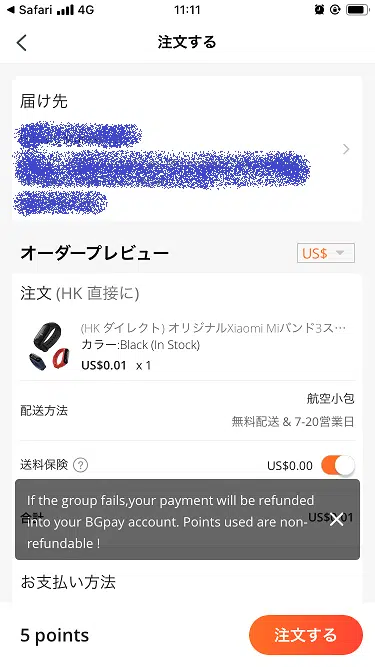 Safari 4G 11:11
注文する
届け先
オーダープレビュー US$
注文 (HK 直接に)
(HK ダイレクト) オリジナルXiaomi Miバンド3ス…
カラー:Black (In Stock)
US$0.01 x 1
配送方法 航空小包
無料配送 & 7-20営業日
送料保険 ? US$0.00
If the group fails,your payment will be refunded
into your BGpay account. Points used are non-
refundable !
合計 US$0.01
お支払い方法
5 points 注文する